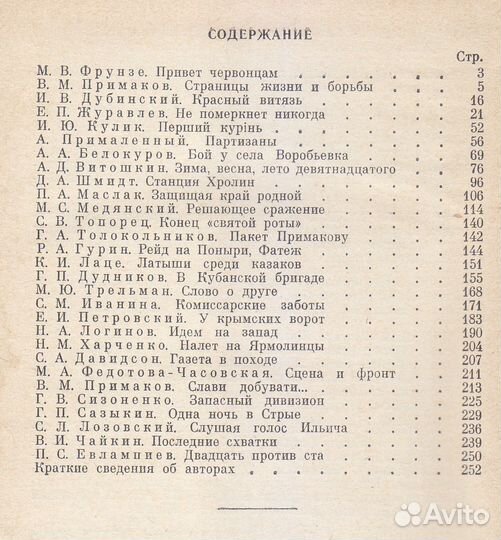 СОДЕРЖАНИЕ
Стр.
М. В. Фрунзе. Привет червонцам . . . . . . . 3
В. М. Примаков. Страницы жизни и борьбы . . . . 5
И. В. Дубинский. Красный витязь . . . . . . 16
Е. П. Журавлев. Не померкнет никогда . . . . . 21
И. Ю. Кулик. Перший курінь . . . . . . . 52
А. Прималенный. Партизаны . . . . . . . 56
А. А. Белокуров. Бой у села Воробьевка . . . . . 69
А. Д. Витошкин. Зима, весна, лето девятнадцатого . . . 76
Д. А. Шмидт. Станция Хролин . . . . . . . 96
П. А. Маслак. Защищая край родной . . . . . . 106
М. С. Медянский. Решающее сражение . . . . . 114
С. В. Топорец. Конец «святой роты» . . . . . . 140
Г. А. Толокольников. Пакет Примакову . . . . . 142
Р. А. Гурин. Рейд на Поныри, Фатеж . . . . . . 144
К. И. Лаце. Латыши среди казаков . . . . . . 151
Г. П. Дудников. В Кубанской бригаде . . . . . . 155
М. Ю. Трельман. Слово о друге . . . . . . . 168
С. М. Иванина. Комиссарские заботы . . . . . . 171
Е. И. Петровский. У крымских ворот . . . . . . 183
Н. А. Логинов. Идем на запад . . . . . . . 190
Н. М. Харченко. Налет на Ярмолинцы . . . . . . 204
С. А. Давидсон. Газета в походе . . . . . . . 207
М. А. Федотова-Часовская. Сцена и фронт . . . . 211
В. М. Примаков. Слави добувати... . . . . . . 213
Г. В. Сизоненко. Запасный дивизион . . . . . . 225
Г. П. Сазыкин. Одна ночь в Стрые . . . . . . 229
С. Л. Лозовский. Слушая голос Ильича . . . . . 236
В. И. Чайкин. Последние схватки . . . . . . . 239
П. С. Евлампиев. Двадцать против ста . . . . . 250
Краткие сведения об авторах . . . . . . . . 252
Avito